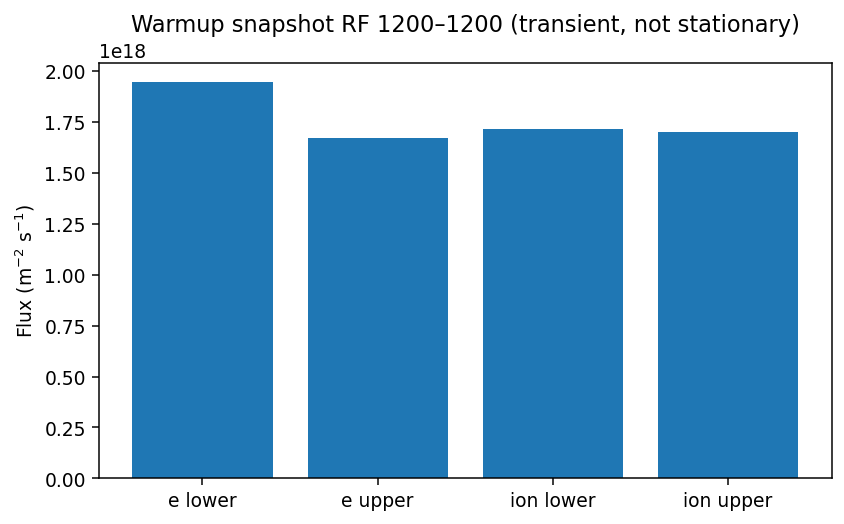 Warmup snapshot RF 1200–1200 (transient, not stationary)
1e18
2.00
1.75
1.50
1.25
1.00
0.75
0.50
0.25
0.00
Flux (m⁻² s⁻¹)
e lower e upper ion lower ion upper